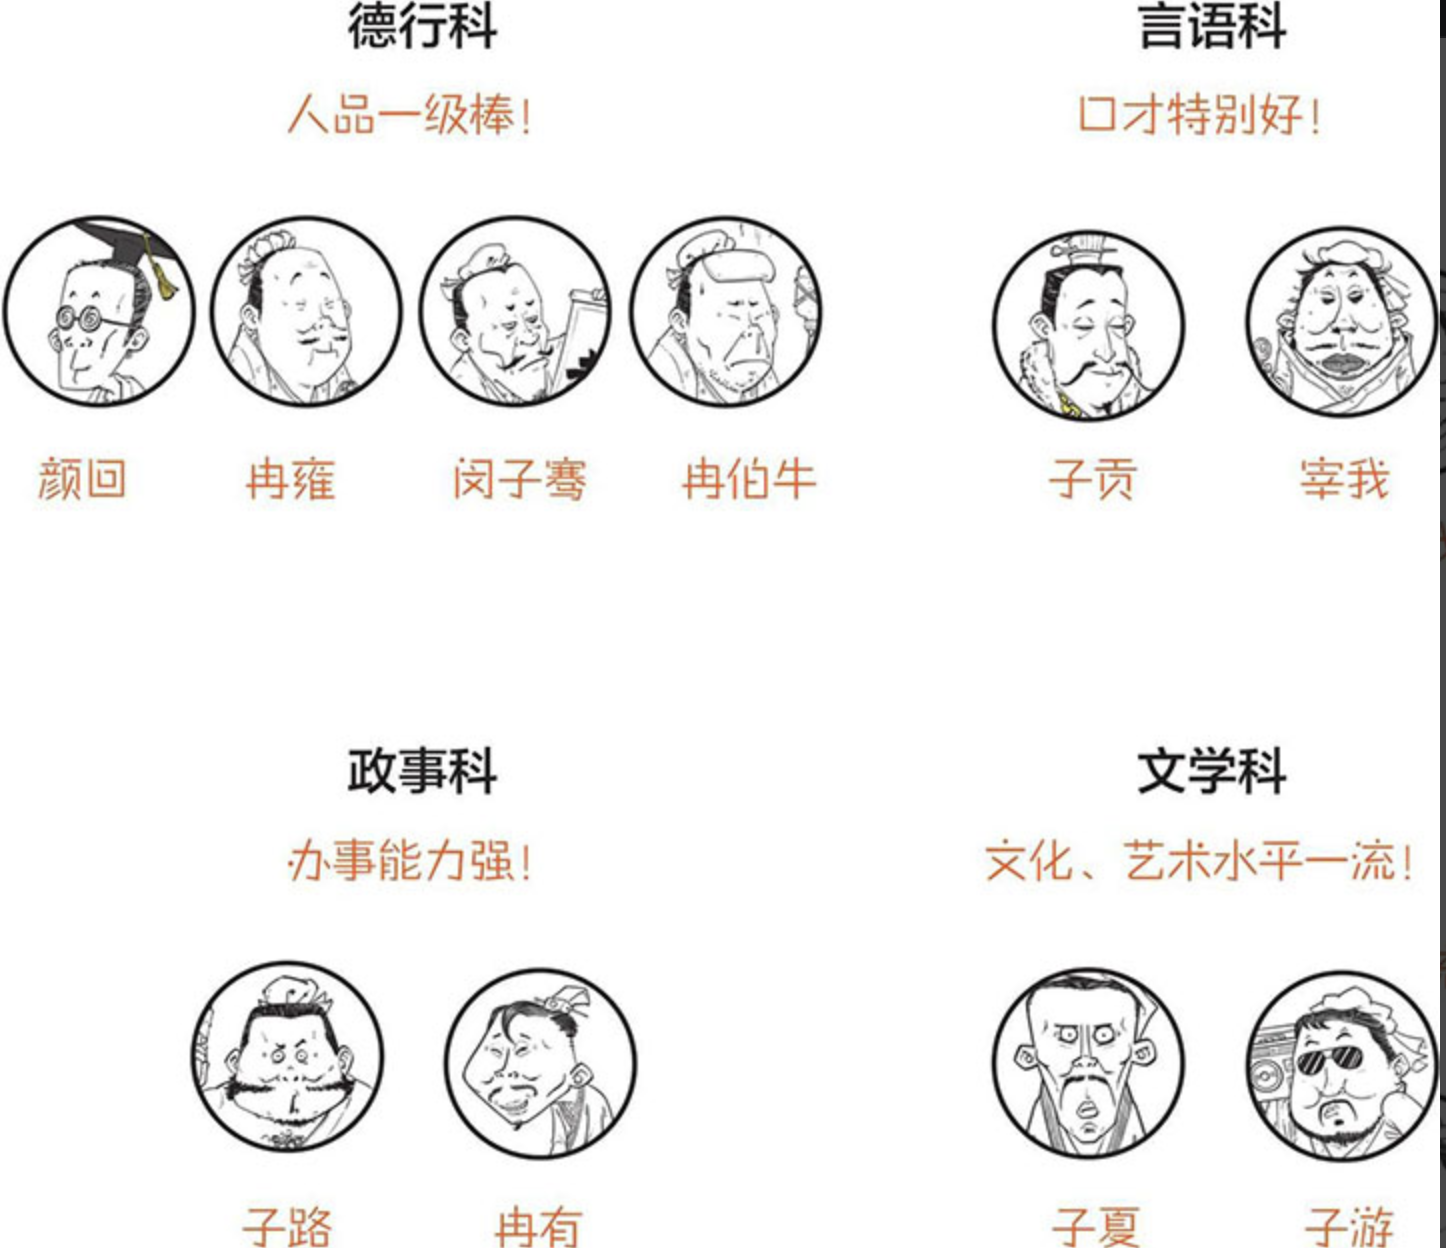 德行科
人品一级棒!
颜回
冉雍
闵子骞
冉伯牛
言语科
口才特别好!
子贡
宰我
政事科
办事能力强!
子路
冉有
文学科
文化、艺术水平一流!
子夏
子游